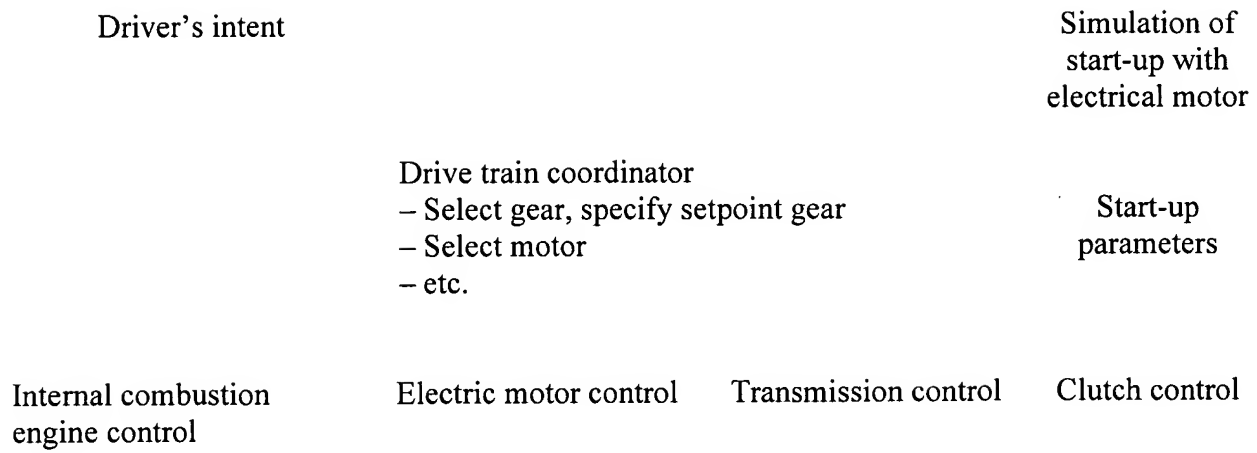 Driver's intent
Simulation of
start-up with
electrical motor
Drive train coordinator
– Select gear, specify setpoint gear
– Select motor
– etc.
Start-up
parameters
Internal combustion
engine control
Electric motor control
Transmission control
Clutch control